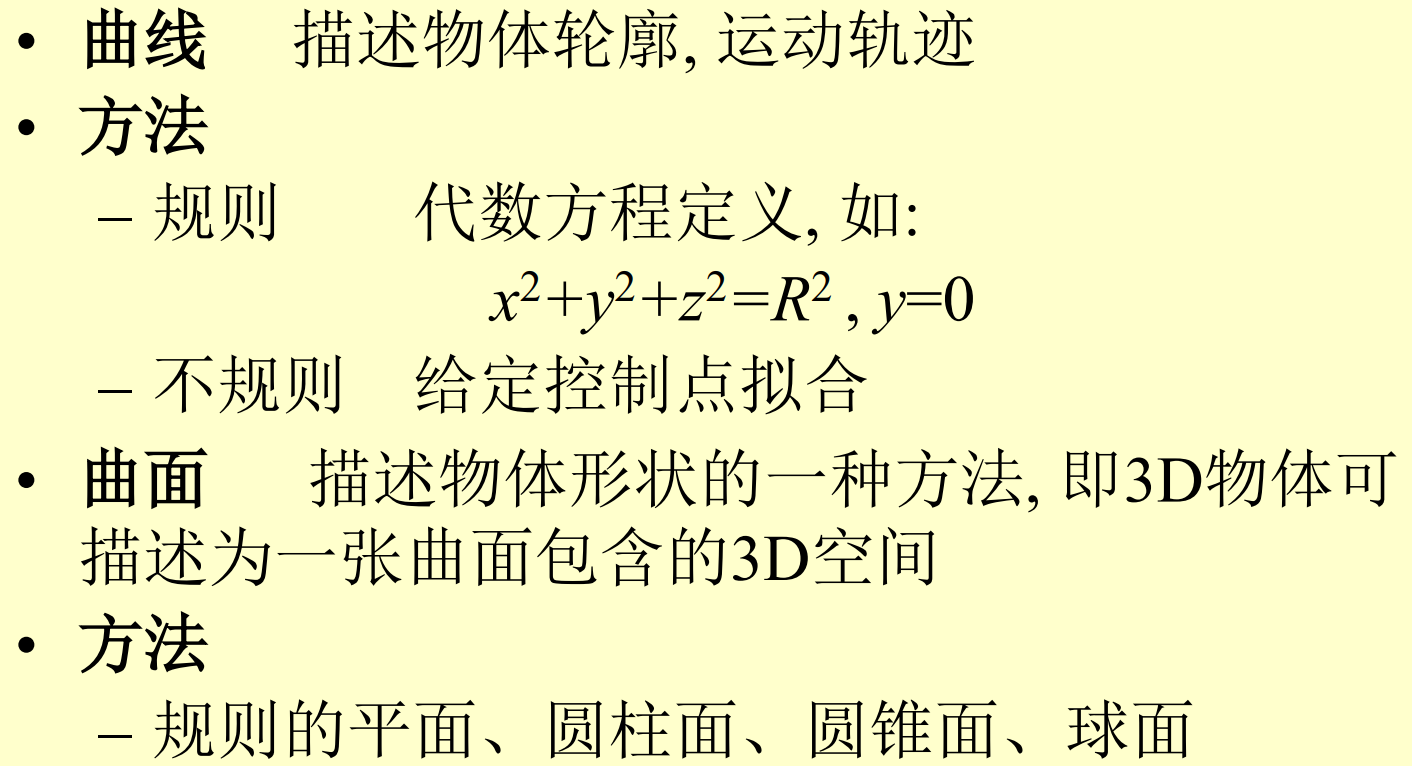 • 曲线 描述物体轮廓, 运动轨迹
• 方法
– 规则 代数方程定义, 如:
x²+y²+z²=R² , y=0
– 不规则 给定控制点拟合
• 曲面 描述物体形状的一种方法, 即3D物体可
描述为一张曲面包含的3D空间
• 方法
– 规则的平面、圆柱面、圆锥面、球面